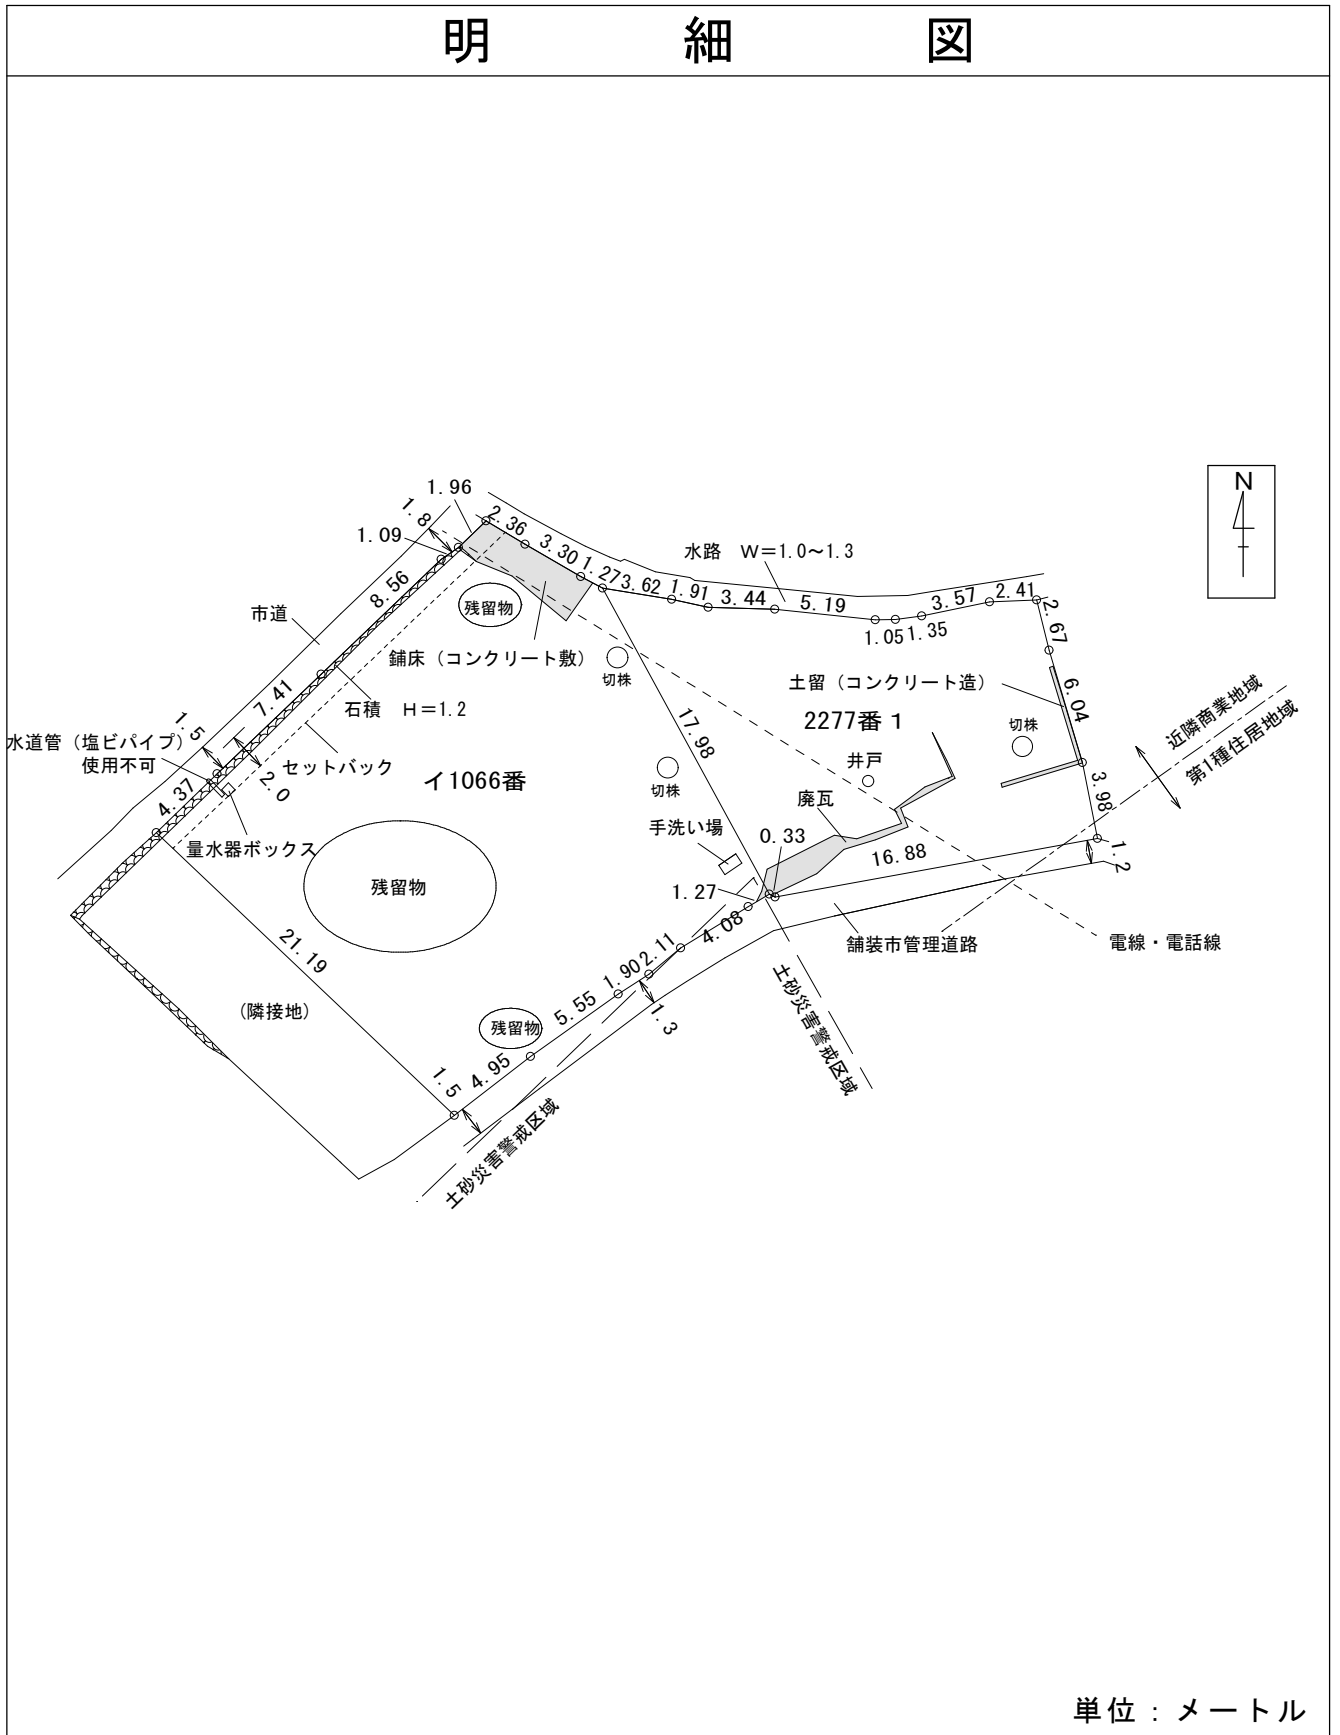 明細図
N
1.96
1.8
2.36
1.09
3.30
1.27
水路　W＝1.0～1.3
3.62
1.91
3.44
5.19
1.05
1.35
3.57
2.41
2.67
8.56
残留物
市道
舗床（コンクリート敷）
切株
土留（コンクリート造）
6.04
7.41
石積　H＝1.2
17.98
2277番１
切株
近隣商業地域
第1種住居地域
1.5
水道管（塩ビパイプ）
使用不可
セットバック
2.0
イ1066番
切株
井戸
4.37
廃瓦
3.98
手洗い場
0.33
量水器ボックス
16.88
1.2
残留物
1.27
4.08
舗装市管理道路
電線・電話線
21.19
2.11
1.90
土砂災害警戒区域
（隣接地）
5.55
1.3
残留物
4.95
1.5
土砂災害警戒区域
単位：メートル